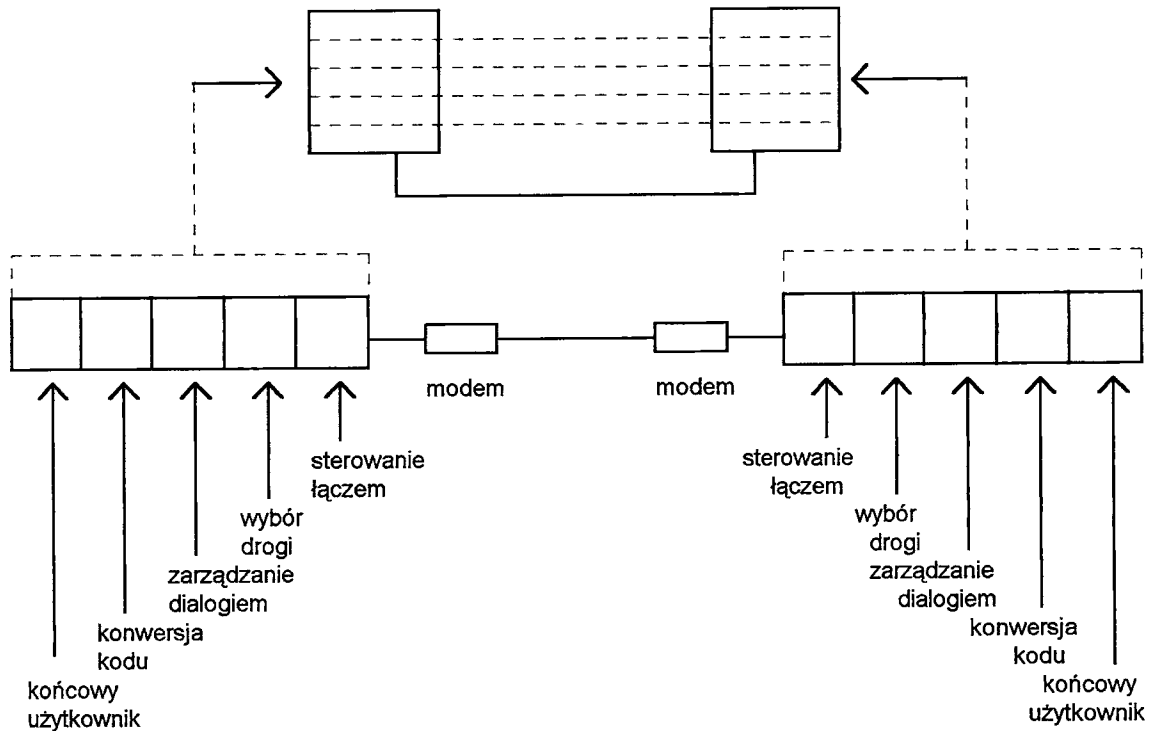 modem
modem
sterowanie
łączem
wybór
drogi
zarządzanie
dialogiem
konwersja
kodu
końcowy
użytkownik
sterowanie
łączem
wybór
drogi
zarządzanie
dialogiem
konwersja
kodu
końcowy
użytkownik